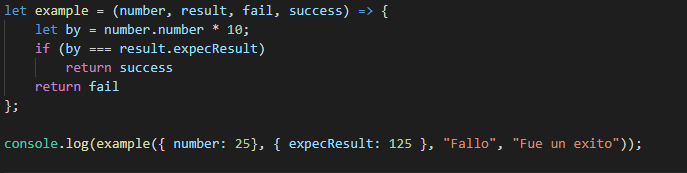 let example = (number, result, fail, success) => {
    let by = number.number * 10;
    if (by === result.expecResult)
        return success
    return fail
};

console.log(example({ number: 25}, { expecResult: 125 }, "Fallo", "Fue un exito"));